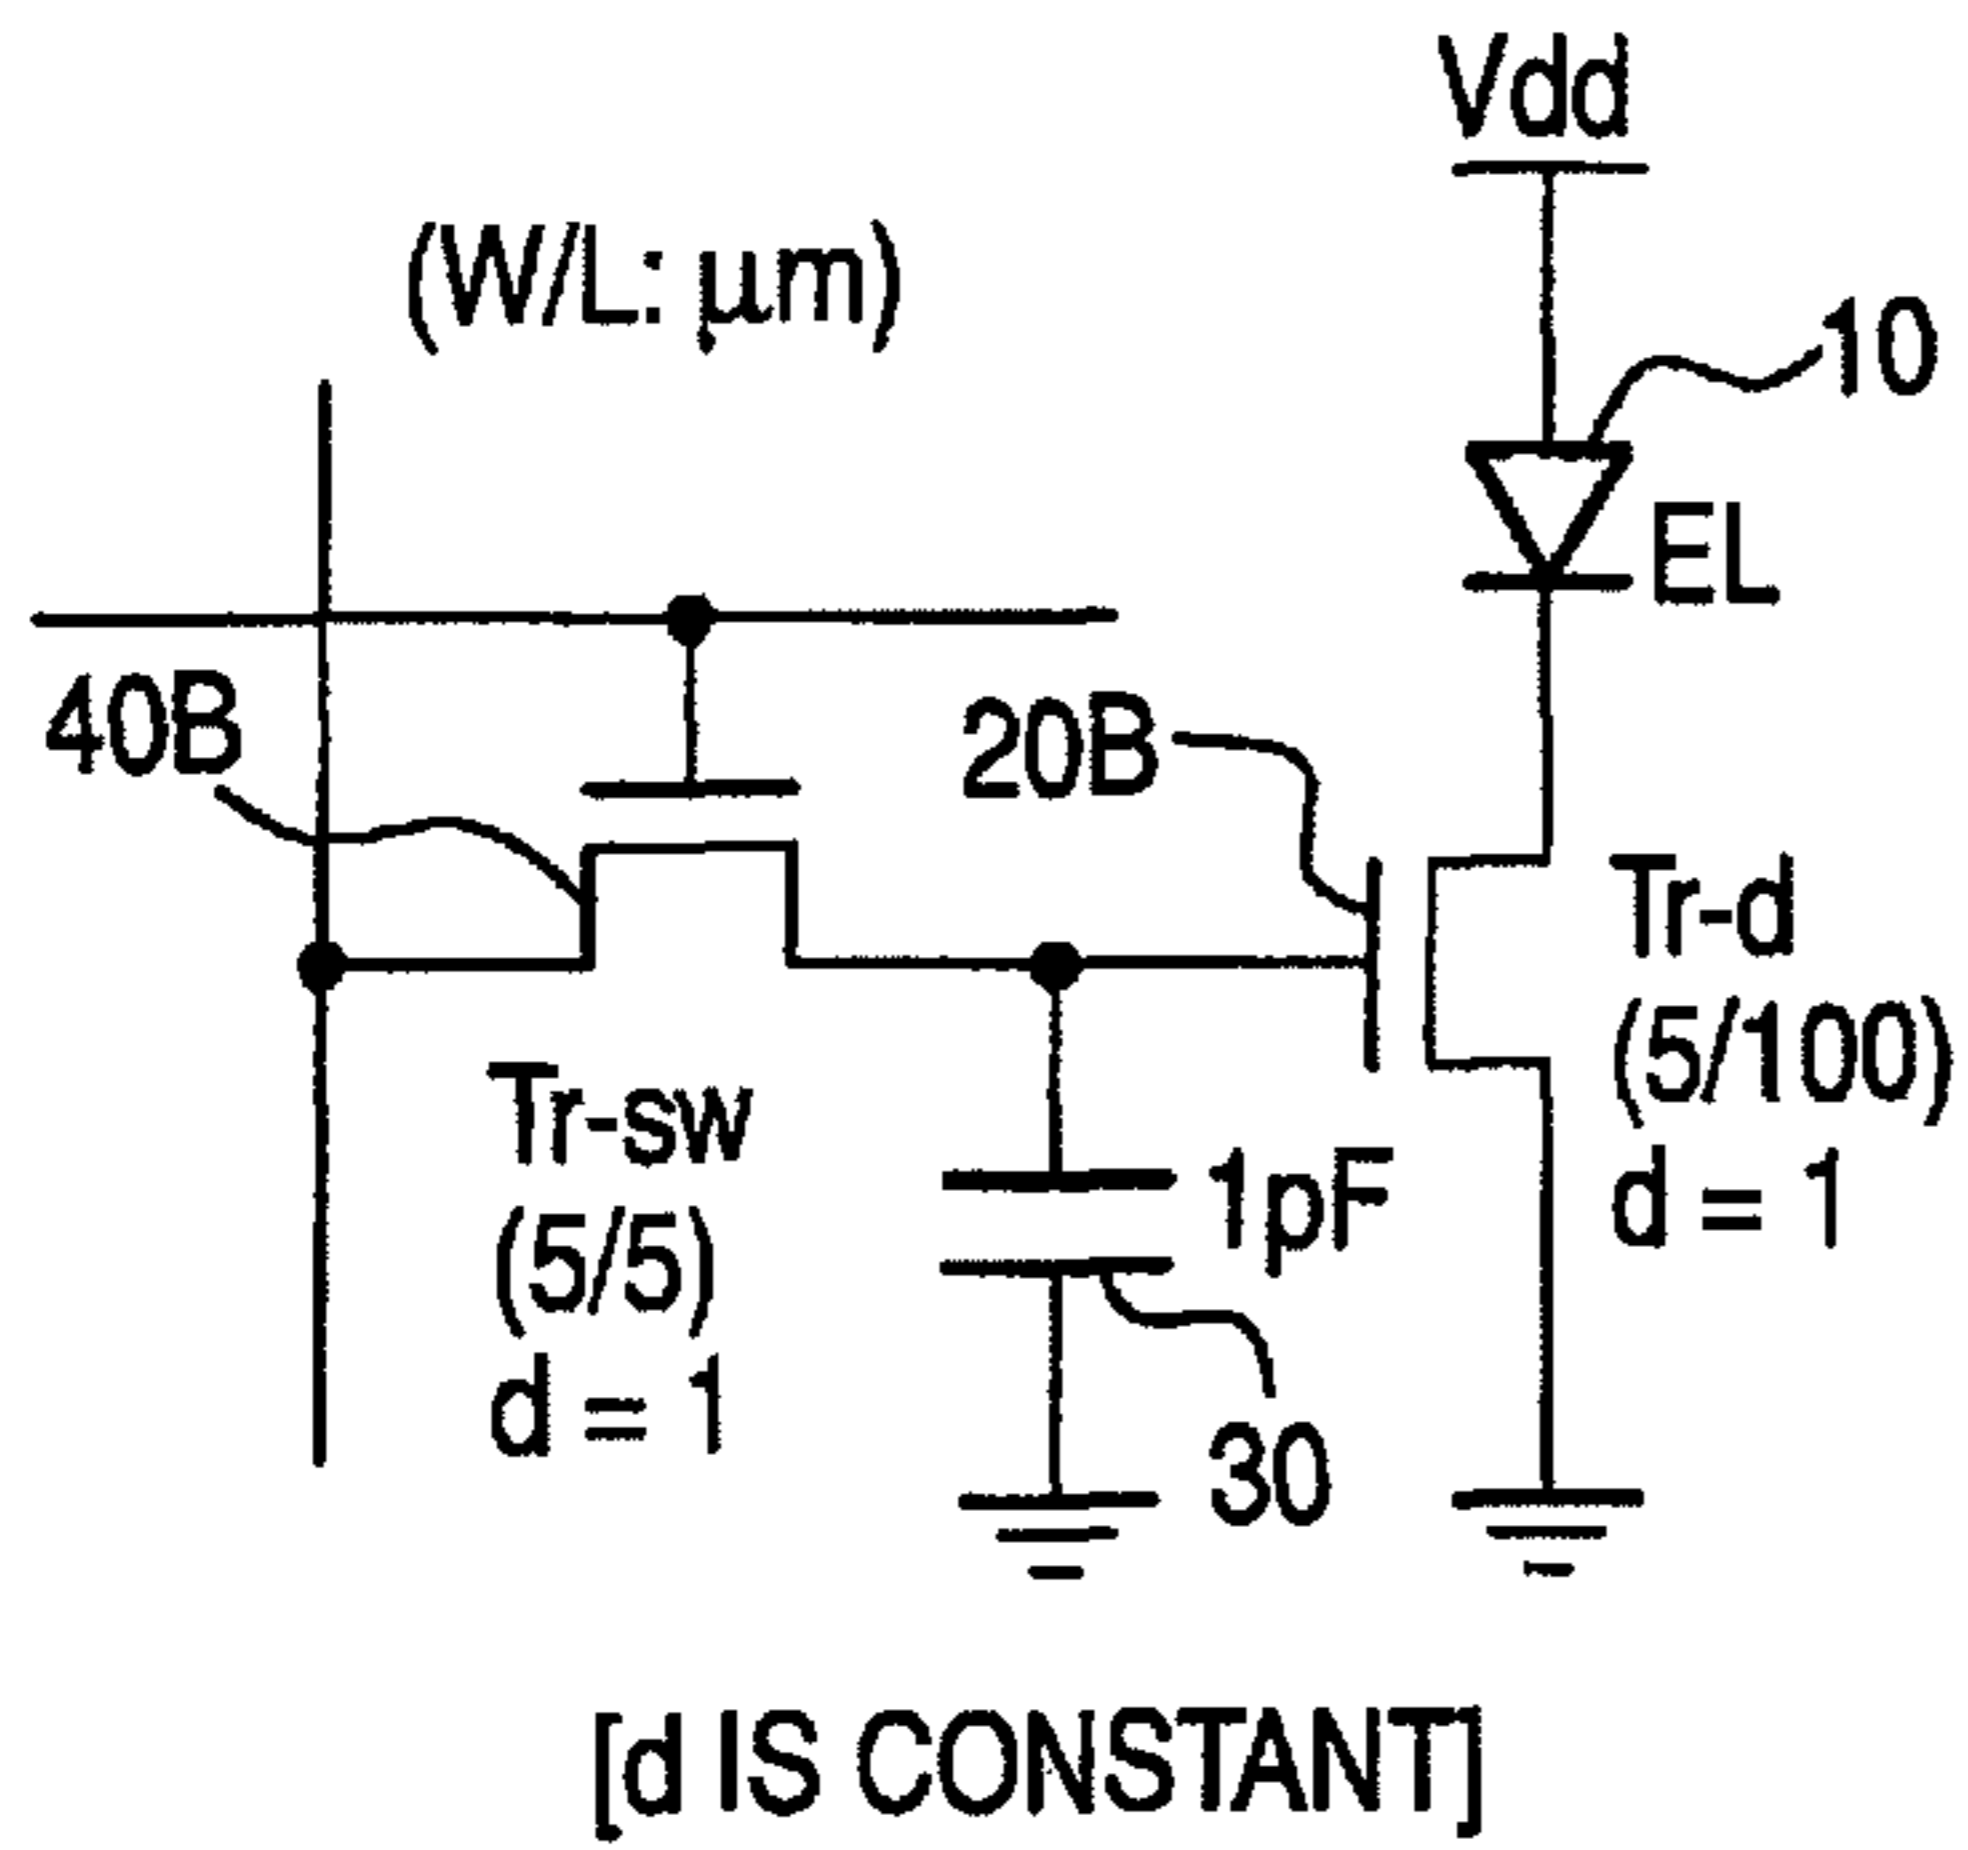 Vdd
(W/L: µm)
10
EL
40B
20B
Tr-d
(5/100)
d = 1
Tr-sw
(5/5)
d = 1
1pF
30
[d IS CONSTANT]